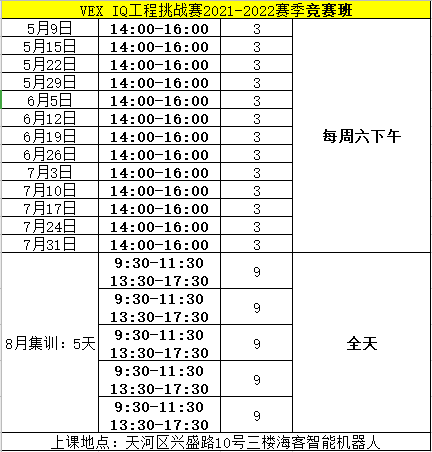 VEX IQ工程挑战赛2021-2022赛季竞赛班
5月9日 14:00-16:00 3
5月15日 14:00-16:00 3
5月22日 14:00-16:00 3
5月29日 14:00-16:00 3
6月5日 14:00-16:00 3
6月12日 14:00-16:00 3
6月19日 14:00-16:00 3
6月26日 14:00-16:00 3
7月3日 14:00-16:00 3
7月10日 14:00-16:00 3
7月17日 14:00-16:00 3
7月24日 14:00-16:00 3
7月31日 14:00-16:00 3
每周六下午
8月集训：5天
9:30-11:30
13:30-17:30 9
9:30-11:30
13:30-17:30 9
9:30-11:30
13:30-17:30 9
9:30-11:30
13:30-17:30 9
9:30-11:30
13:30-17:30 9
全天
上课地点：天河区兴盛路10号三楼海客智能机器人